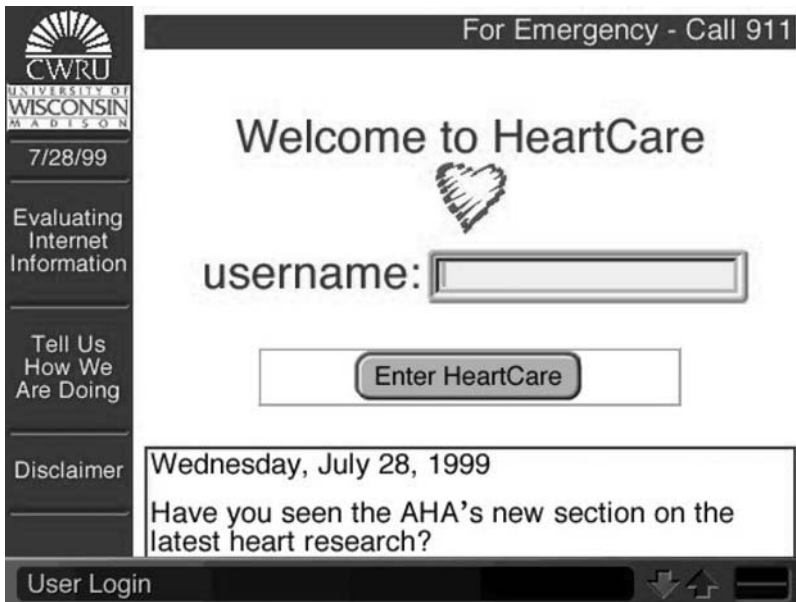 For Emergency - Call 911
CWRU
UNIVERSITY OF
WISCONSIN
MADISON
7/28/99
Evaluating
Internet
Information
Tell Us
How We
Are Doing
Disclaimer
Welcome to HeartCare
username:
Enter HeartCare
Wednesday, July 28, 1999
Have you seen the AHA's new section on the
latest heart research?
User Login